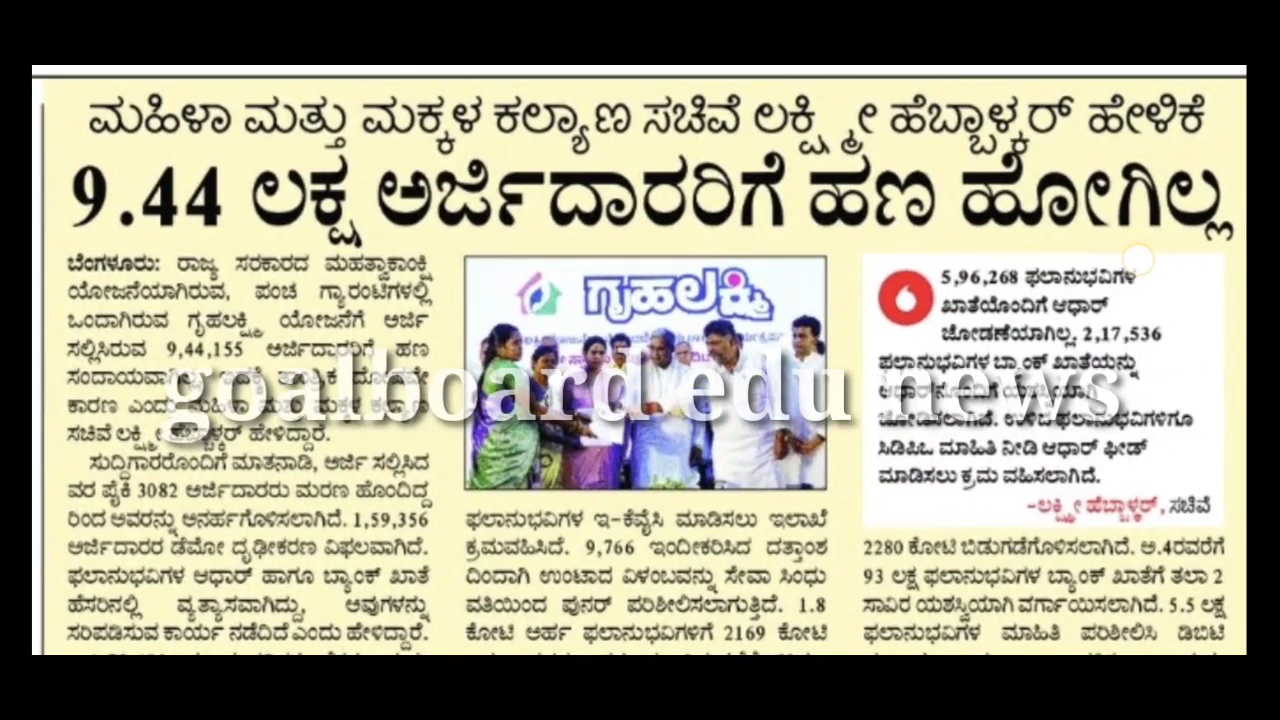 ಮಹಿಳಾ ಮತ್ತು ಮಕ್ಕಳ ಕಲ್ಯಾಣ ಸಚಿವೆ ಲಕ್ಷ್ಮೀ ಹೆಬ್ಬಾಳ್ಕರ್ ಹೇಳಿಕೆ
9.44 ಲಕ್ಷ ಅರ್ಜಿದಾರರಿಗೆ ಹಣ ಹೋಗಿಲ್ಲ
ಬೆಂಗಳೂರು: ರಾಜ್ಯ ಸರಕಾರದ ಮಹತ್ವಾಕಾಂಕ್ಷಿ
ಯೋಜನೆಯಾಗಿರುವ, ಪಂಚ ಗ್ಯಾರಂಟಿಗಳಲ್ಲಿ
ಒಂದಾಗಿರುವ ಗೃಹಲಕ್ಷ್ಮಿ ಯೋಜನೆಗೆ ಅರ್ಜಿ
ಸಲ್ಲಿಸಿರುವ 9,44,155 ಅರ್ಜಿದಾರರಿಗೆ ಹಣ
ಕಾರಣ ಎಂದು ಮಹಿಳಾ
ಸಚಿವೆ ಲಕ್ಷ್ಮೀ ಹೆಬ್ಬಾಳ್ಕರ್ ಹೇಳಿದ್ದಾರೆ.
ಸುದ್ದಿಗಾರರೊಂದಿಗೆ ಮಾತನಾಡಿ, ಅರ್ಜಿ ಸಲ್ಲಿಸಿದ
ವರ ಪೈಕಿ 3082 ಅರ್ಜಿದಾರರು ಮರಣ ಹೊಂದಿದ್ದ
ರಿಂದ ಅವರನ್ನು ಅನರ್ಹಗೊಳಿಸಲಾಗಿದೆ. 1,59,356
ಅರ್ಜಿದಾರರ ಡೆಮೋ ದೃಢೀಕರಣ ವಿಫಲವಾಗಿದೆ.
ಫಲಾನುಭವಿಗಳ ಆಧಾರ್ ಹಾಗೂ ಬ್ಯಾಂಕ್ ಖಾತೆ
ಹೆಸರಿನಲ್ಲಿ ವ್ಯತ್ಯಾಸವಾಗಿದ್ದು, ಅವುಗಳನ್ನು
ಸರಿಪಡಿಸುವ ಕಾರ್ಯ ನಡೆದಿದೆ ಎಂದು ಹೇಳಿದ್ದಾರೆ.
ಗೃಹಲಕ್ಷ್ಮಿ
goalboard edu news
ಫಲಾನುಭವಿಗಳ ಇ-ಕೆವೈಸಿ ಮಾಡಿಸಲು ಇಲಾಖೆ
ಕ್ರಮವಹಿಸಿದೆ. 9,766 ಇಂದೀಕರಿಸಿದ ದತ್ತಾಂಶ
ದಿಂದಾಗಿ ಉಂಟಾದ ವಿಳಂಬವನ್ನು ಸೇವಾ ಸಿಂಧು
ವತಿಯಿಂದ ಪುನರ್ ಪರಿಶೀಲಿಸಲಾಗುತ್ತಿದೆ. 1.8
ಕೋಟಿ ಅರ್ಹ ಫಲಾನುಭವಿಗಳಿಗೆ 2169 ಕೋಟಿ
5,96,268 ಫಲಾನುಭವಿಗಳ
ಖಾತೆಯೊಂದಿಗೆ ಆಧಾರ್
ಜೋಡಣೆಯಾಗಿಲ್ಲ. 2,17,536
ಫಲಾನುಭವಿಗಳ ಬ್ಯಾಂಕ್ ಖಾತೆಯನ್ನು
ಜೋಡಿಸಲಾಗಿದೆ. ಉಳಿದ ಫಲಾನುಭವಿಗಳಿಗೂ
ಸಿಡಿಪಿಒ ಮಾಹಿತಿ ನೀಡಿ ಆಧಾರ್ ಫೀಡ್
ಮಾಡಿಸಲು ಕ್ರಮ ವಹಿಸಲಾಗಿದೆ.
-ಲಕ್ಷ್ಮೀ ಹೆಬ್ಬಾಳ್ಕರ್, ಸಚಿವೆ
2280 ಕೋಟಿ ಬಿಡುಗಡೆಗೊಳಿಸಲಾಗಿದೆ. ಅ.4ರವರೆಗೆ
93 ಲಕ್ಷ ಫಲಾನುಭವಿಗಳ ಬ್ಯಾಂಕ್ ಖಾತೆಗೆ ತಲಾ 2
ಸಾವಿರ ಯಶಸ್ವಿಯಾಗಿ ವರ್ಗಾಯಿಸಲಾಗಿದೆ. 5.5 ಲಕ್ಷ
ಫಲಾನುಭವಿಗಳ ಮಾಹಿತಿ ಪರಿಶೀಲಿಸಿ ಡಿಬಿಟಿ